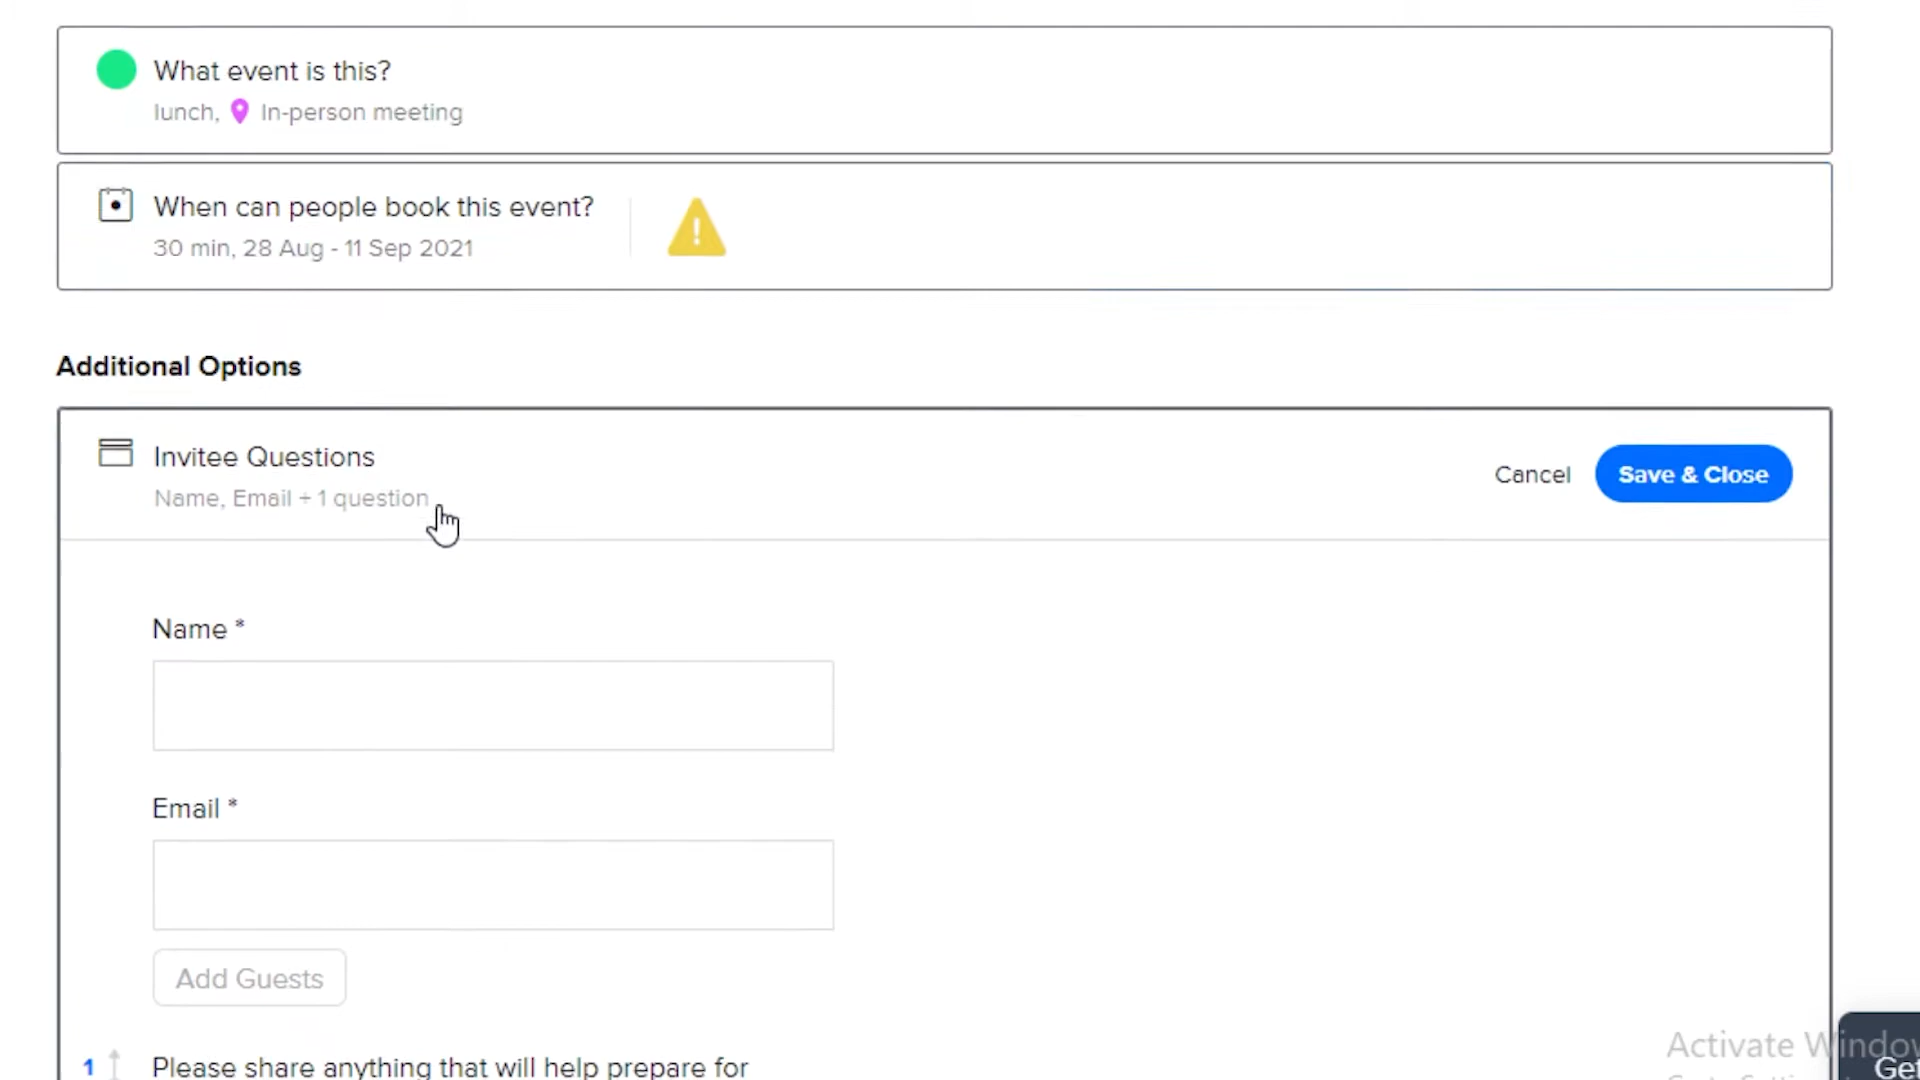 What event is this?
lunch, In-person meeting
When can people book this event?
30 min, 28 Aug - 11 Sep 2021
Additional Options
Invitee Questions
Name, Email + 1 question
Cancel
Save & Close
Name *
Email *
Add Guests
1 Please share anything that will help prepare for
Activate Window
Get